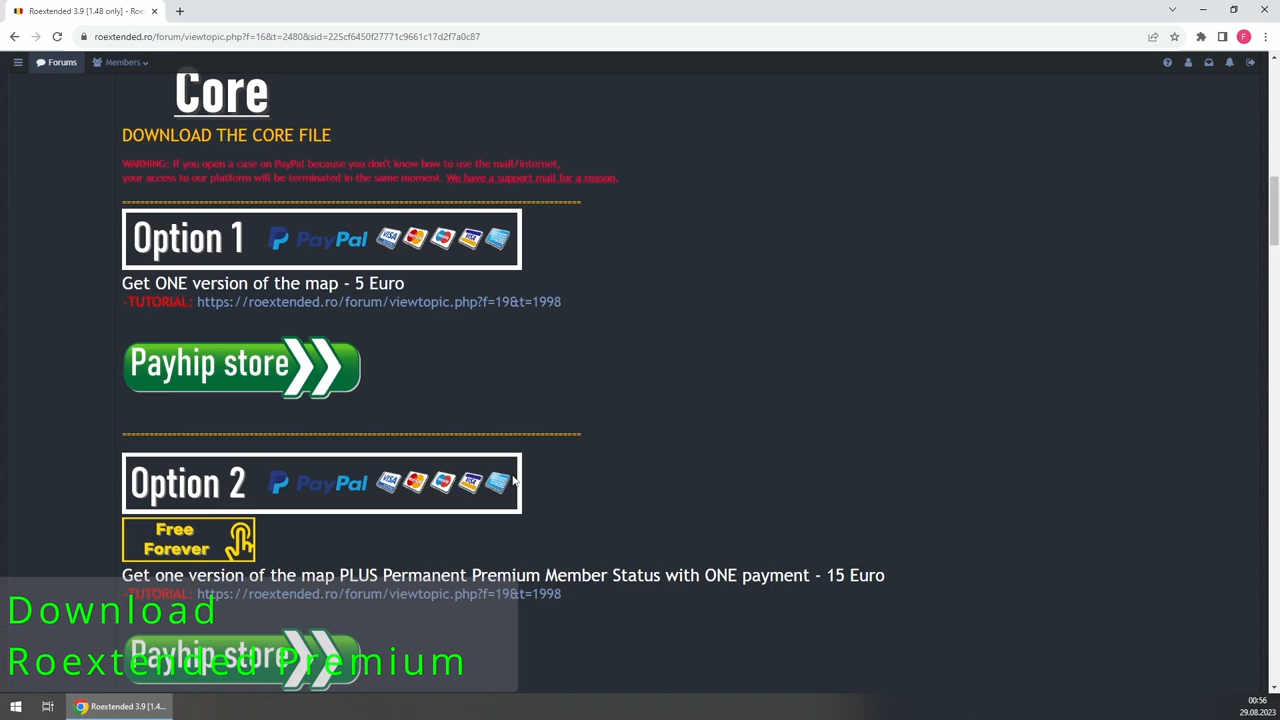 Roextended 3.9 [1.48 only] - Roe
roextended.ro/forum/viewtopic.php?f=16&t=2480&sid=225cf6450f27771c9661c17d2f7a0c87
F
Forums
Members
Core
DOWNLOAD THE CORE FILE
WARNING: If you open a case on PayPal because you don't know how to use the mail/internet,
your access to our platform will be terminated in the same moment. We have a support mail for a reason.
Option 1 PayPal VISA
Get ONE version of the map - 5 Euro
-TUTORIAL: https://roextended.ro/forum/viewtopic.php?f=19&t=1998
Payhip store
Option 2 PayPal VISA
Free
Forever
Get one version of the map PLUS Permanent Premium Member Status with ONE payment - 15 Euro
-TUTORIAL: https://roextended.ro/forum/viewtopic.php?f=19&t=1998
Payhip store
Download
Roextended Premium
Roextended 3.9 [1.4...
00:56
29.08.2023